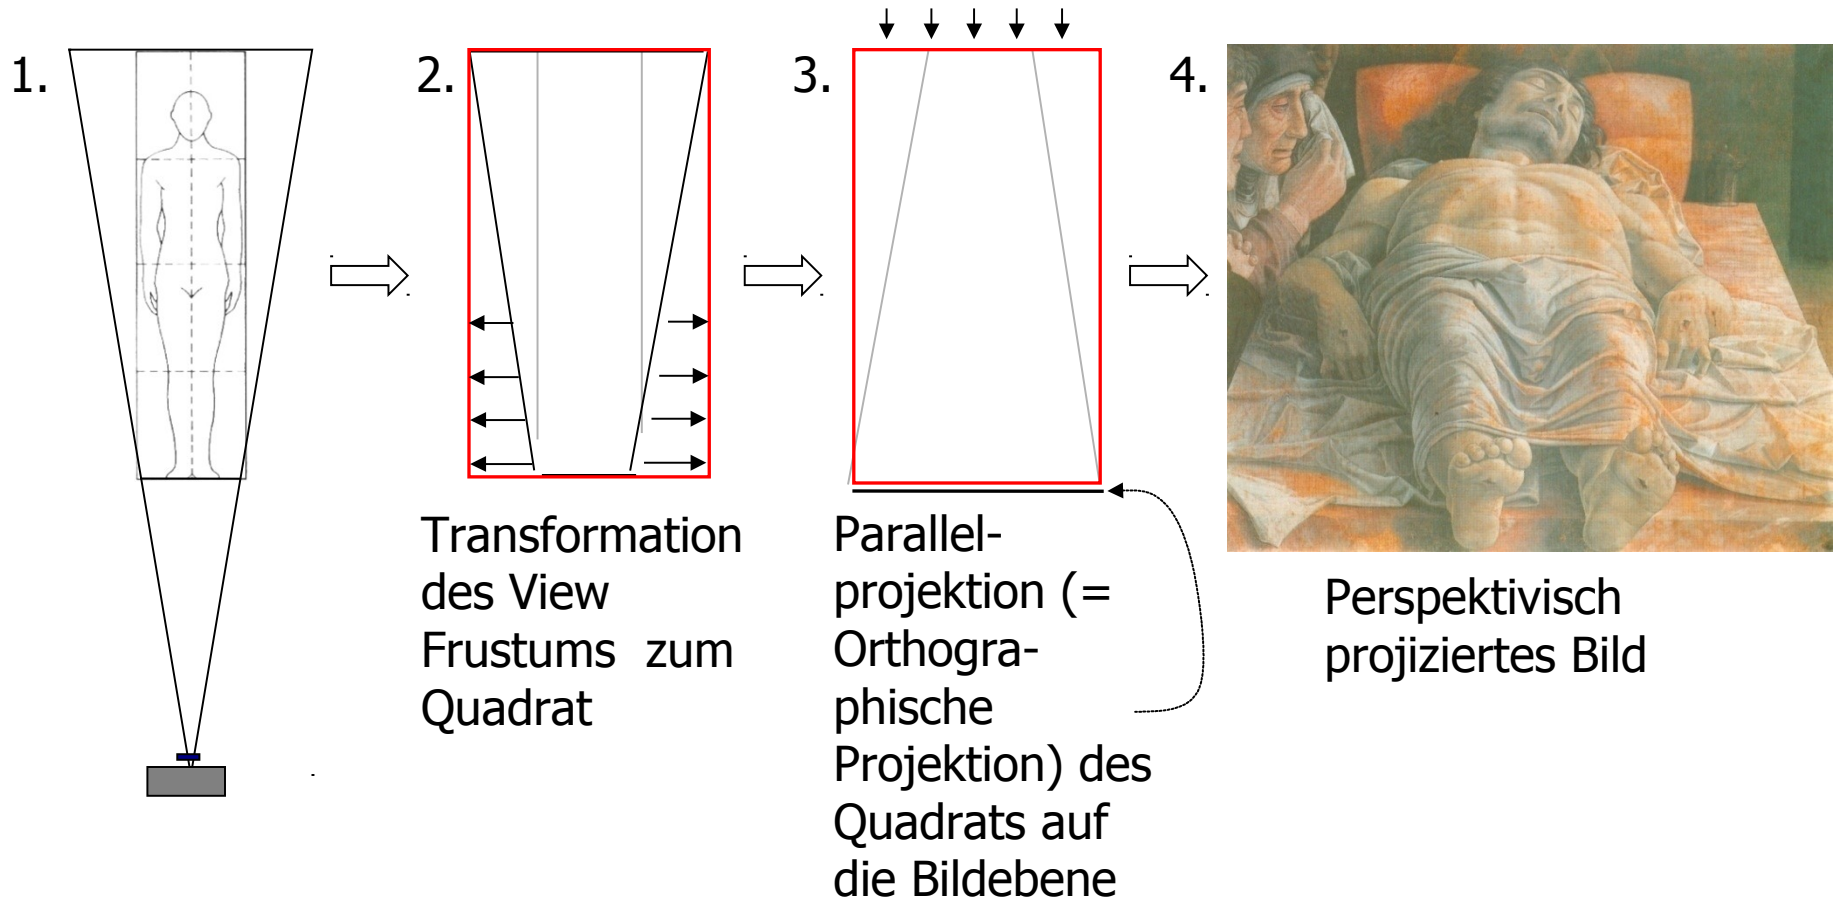 1.
2.
3.
4.
Transformation
des View
Frustums zum
Quadrat
Parallel-
projektion (=
Orthogra-
phische
Projektion) des
Quadrats auf
die Bildebene
Perspektivisch
projiziertes Bild